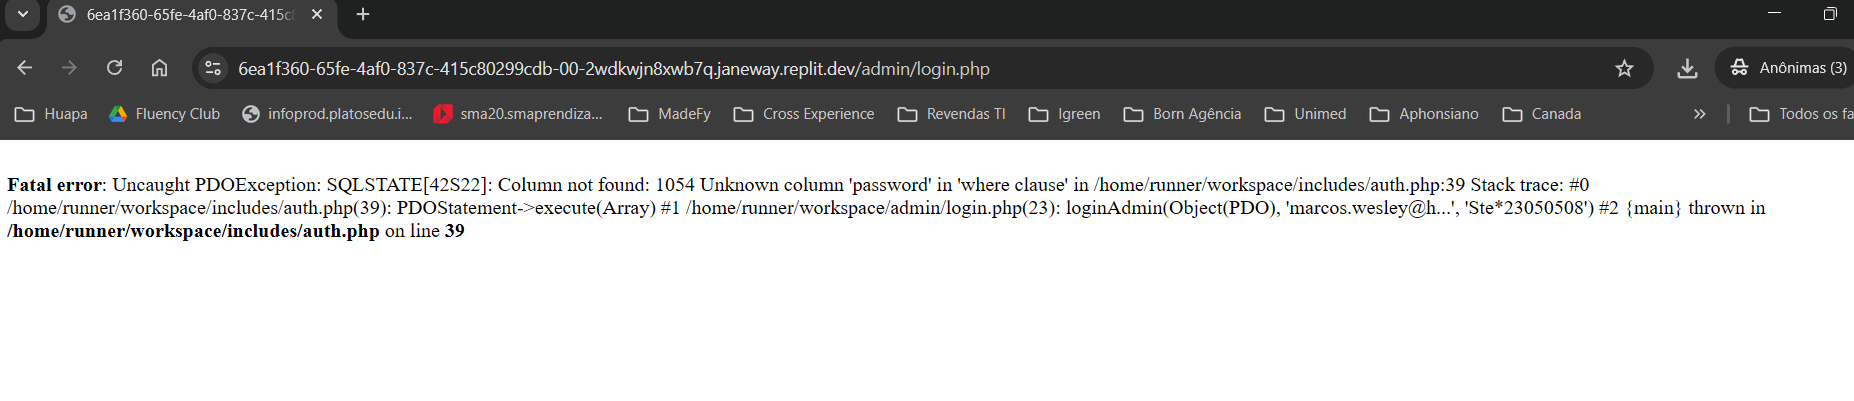 6ea1f360-65fe-4af0-837c-415c8
6ea1f360-65fe-4af0-837c-415c80299cdb-00-2wdkwjn8xwb7q.janeway.replit.dev/admin/login.php
Anônimas (3)
Huapa Fluency Club infoprod.platosedu.i... sma20.smaprendiza... MadeFy Cross Experience Revendas TI Igreen Born Agência Unimed Aphonsiano Canada » Todos os fa
Fatal error: Uncaught PDOException: SQLSTATE[42S22]: Column not found: 1054 Unknown column 'password' in 'where clause' in /home/runner/workspace/includes/auth.php:39 Stack trace: #0
/home/runner/workspace/includes/auth.php(39): PDOStatement->execute(Array) #1 /home/runner/workspace/admin/login.php(23): loginAdmin(Object(PDO), 'marcos.wesley@h...', 'Ste*23050508') #2 {main} thrown in
/home/runner/workspace/includes/auth.php on line 39